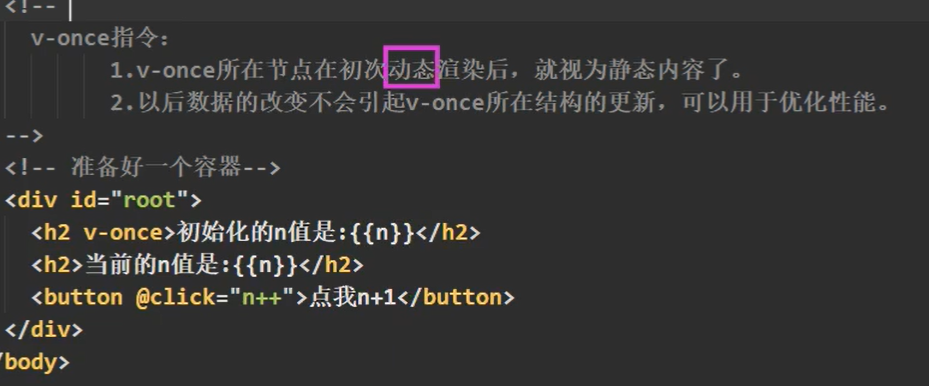 <!--
v-once指令：
1.v-once所在节点在初次动态渲染后，就视为静态内容了。
2.以后数据的改变不会引起v-once所在结构的更新，可以用于优化性能。
-->
<!-- 准备好一个容器-->
<div id="root">
<h2 v-once>初始化的n值是:{{n}}</h2>
<h2>当前的n值是:{{n}}</h2>
<button @click="n++">点我n+1</button>
</div>
/body>